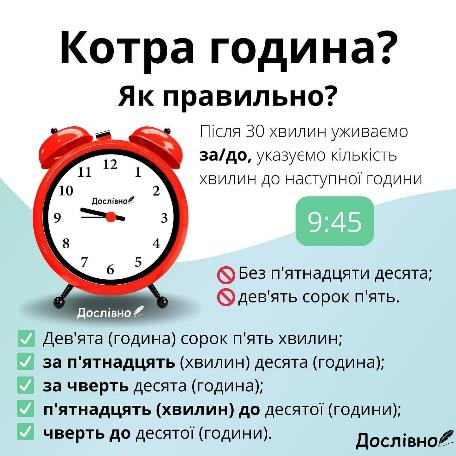 Котра година?
Як правильно?
Після 30 хвилин уживаємо
за/до, указуємо кількість
хвилин до наступної години
12
11
1
10
2
Дослівно
9
3
8
4
7
5
6
9:45
Дослівно
Без п'ятнадцяти десята;
дев'ять сорок п'ять.
Дев'ята (година) сорок п'ять хвилин;
за п'ятнадцять (хвилин) десята (година);
за чверть десята (година);
п'ятнадцять (хвилин) до десятої (години);
чверть до десятої (години).
Дослівно